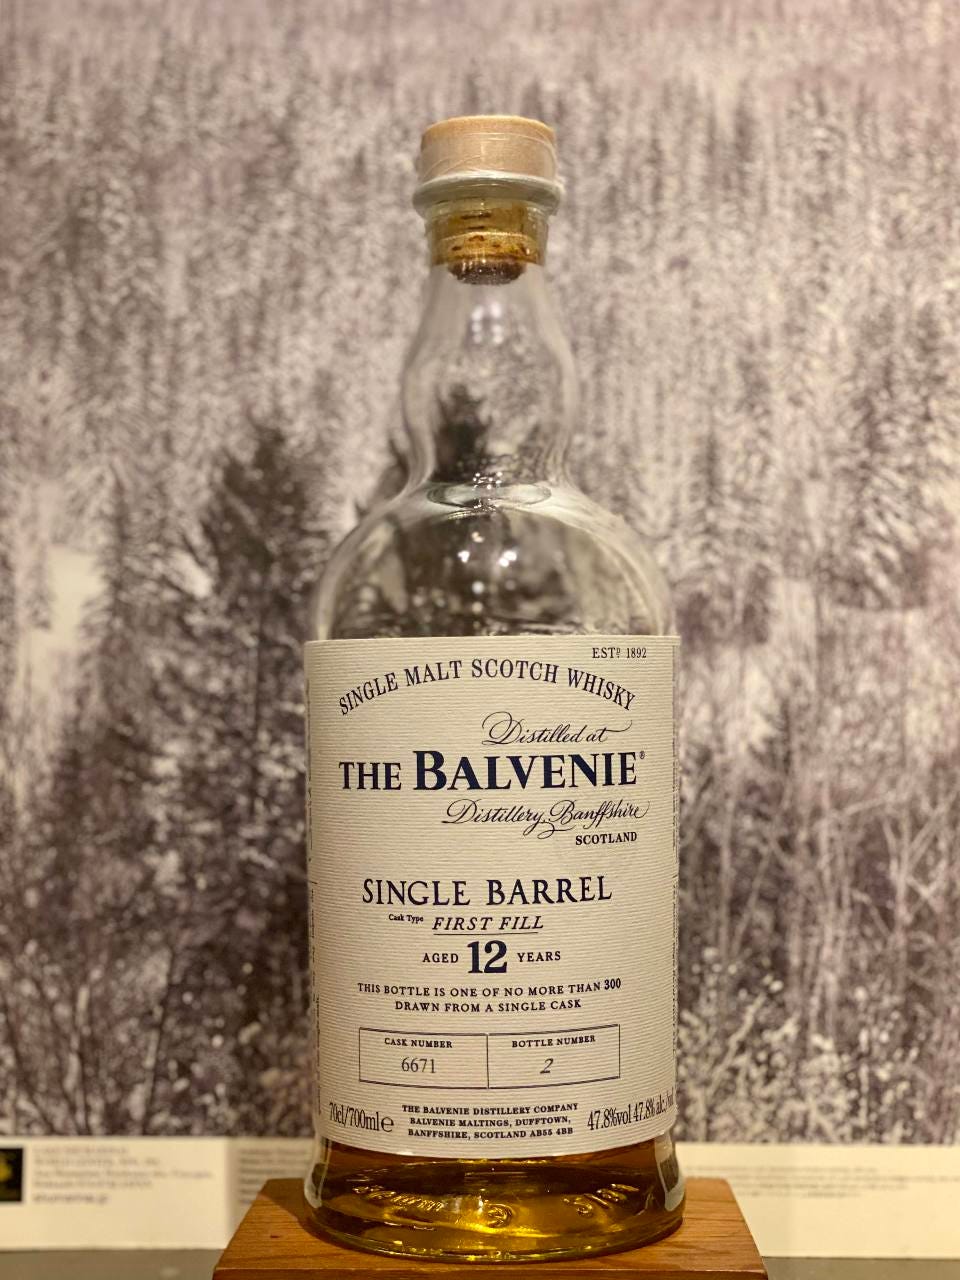 ESTD 1892
SINGLE MALT SCOTCH WHISKY
Distilled at
THE BALVENIE®
Distillery, Banffshire
SCOTLAND
SINGLE BARREL
Cask Type FIRST FILL
AGED 12 YEARS
THIS BOTTLE IS ONE OF NO MORE THAN 300
DRAWN FROM A SINGLE CASK
CASK NUMBER
6671
BOTTLE NUMBER
2
70cl/700ml e
THE BALVENIE DISTILLERY COMPANY
BALVENIE MALTINGS, DUFFTOWN,
BANFFSHIRE, SCOTLAND AB55 4BB
47.8%vol 47.8% alc./vol